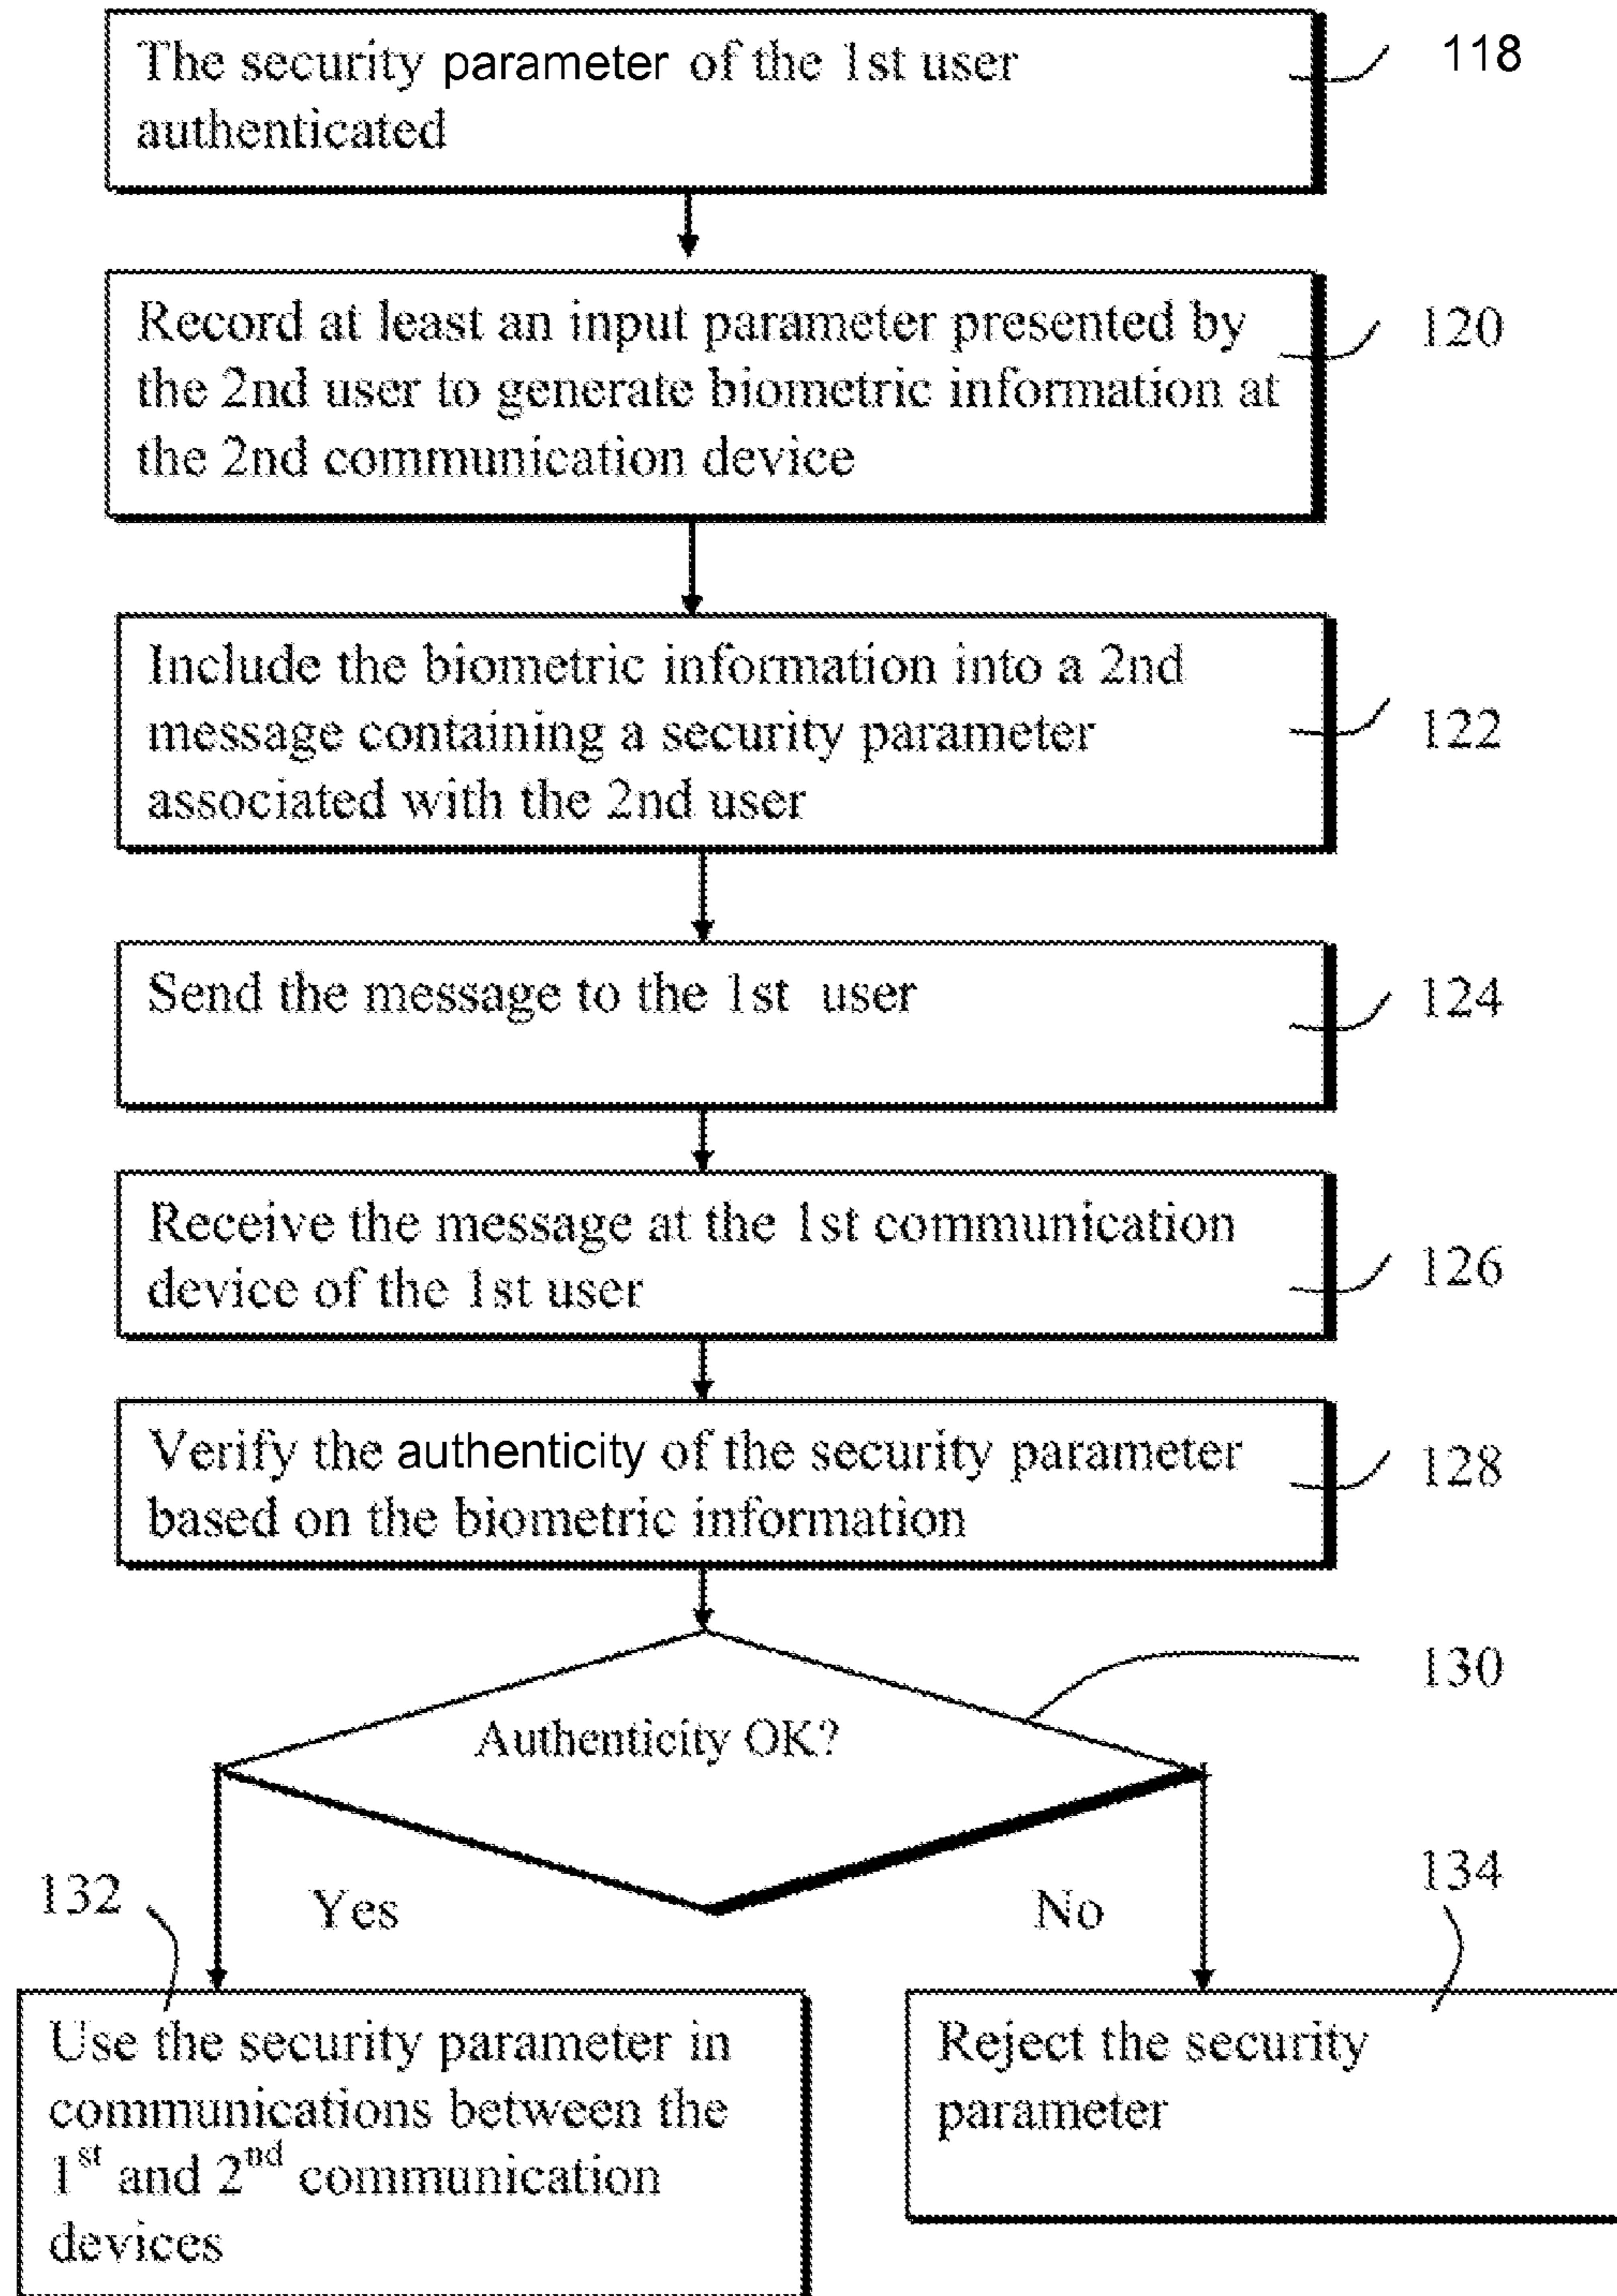 The security parameter of the 1st user
authenticated
118
Record at least an input parameter presented by
the 2nd user to generate biometric information at
the 2nd communication device
120
Include the biometric information into a 2nd
message containing a security parameter
associated with the 2nd user
122
Send the message to the 1st user
124
Receive the message at the 1st communication
device of the 1st user
126
Verify the authenticity of the security parameter
based on the biometric information
128
Authenticity OK?
130
132
Yes
No
134
Use the security parameter in
communications between the
1st and 2nd communication
devices
Reject the security
parameter